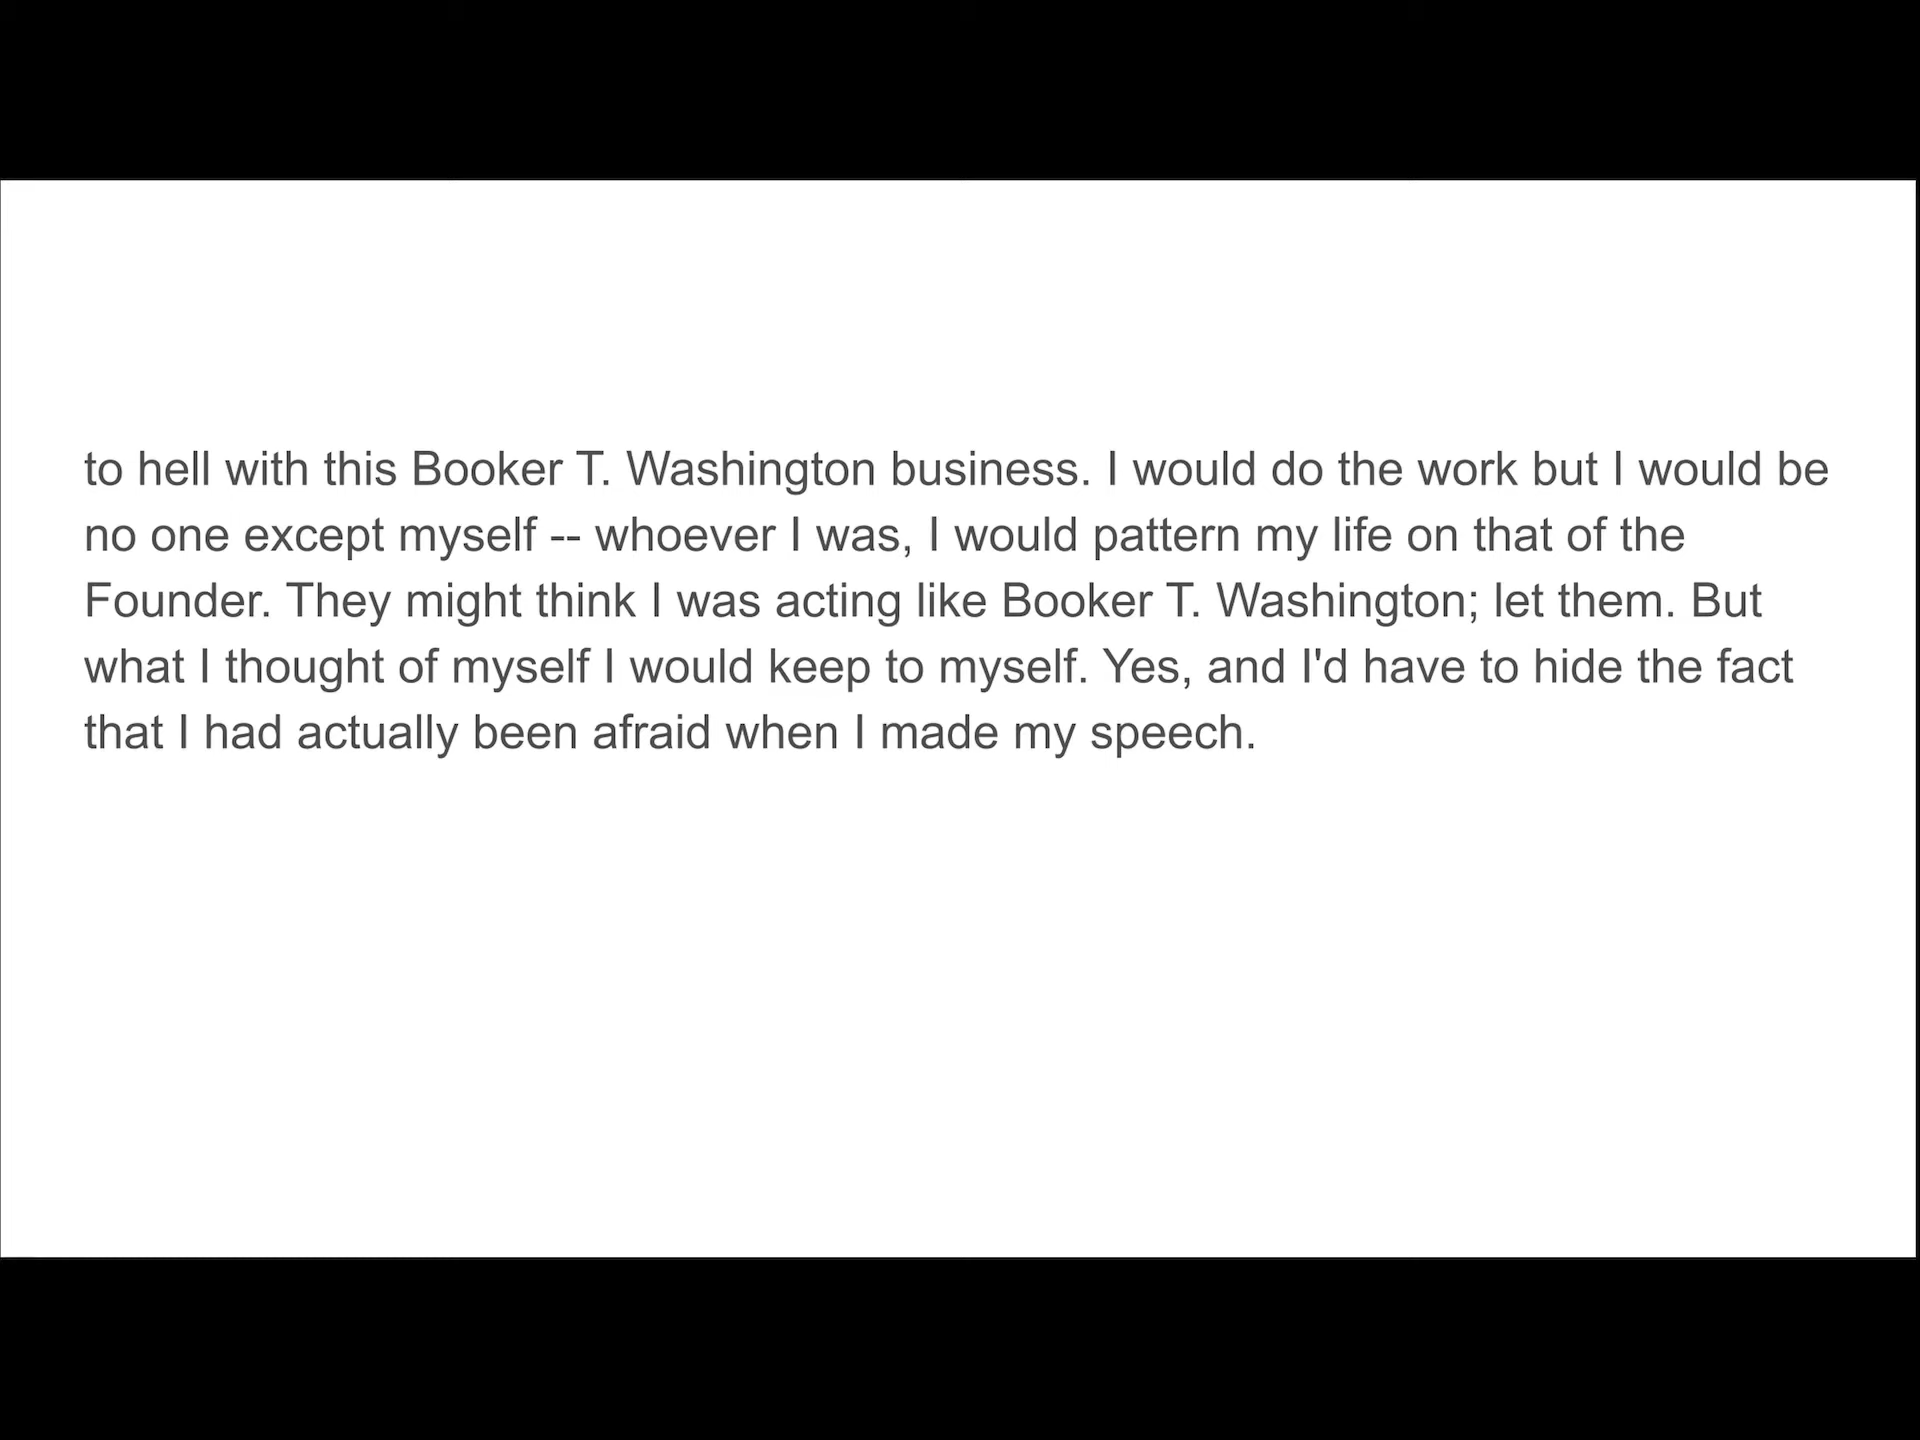 to hell with this Booker T. Washington business. I would do the work but I would be
no one except myself -- whoever I was, I would pattern my life on that of the
Founder. They might think I was acting like Booker T. Washington; let them. But
what I thought of myself I would keep to myself. Yes, and I'd have to hide the fact
that I had actually been afraid when I made my speech.